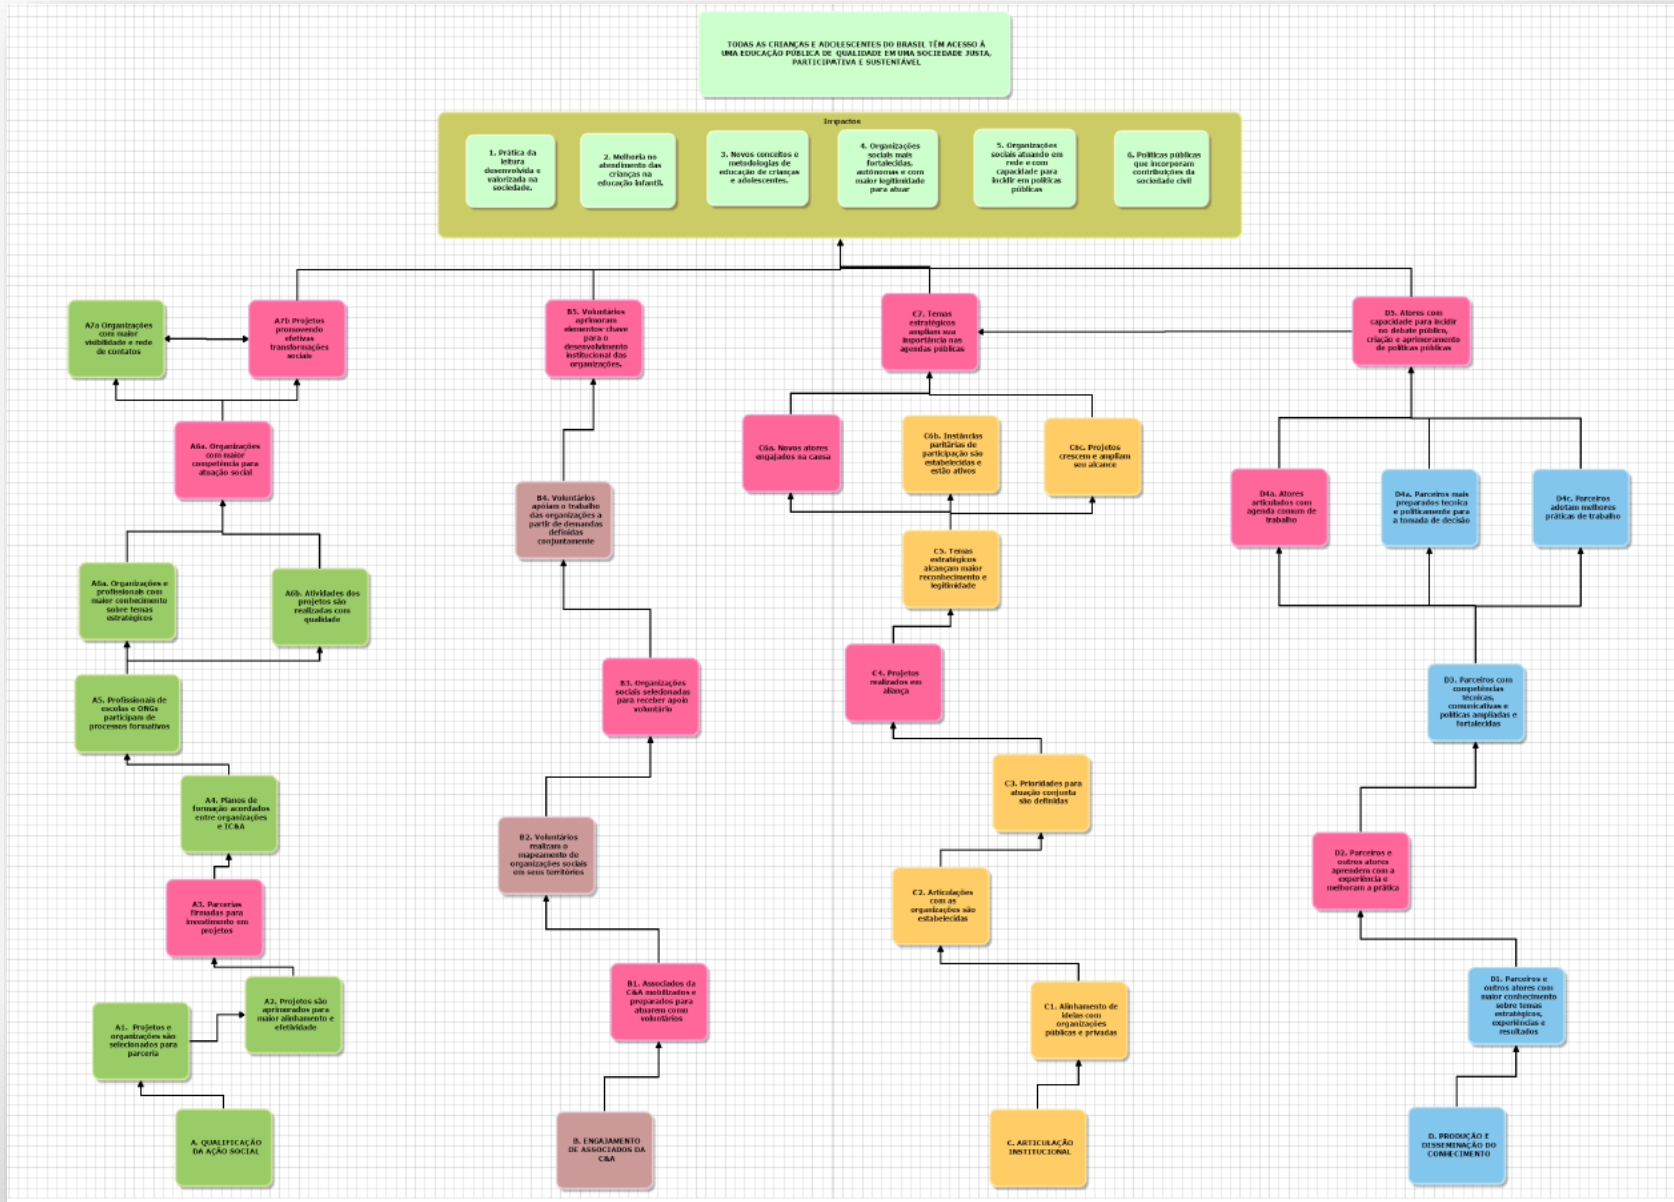 TODAS AS CRIANÇAS E ADOLESCENTES DO BRASIL TÊM ACESSO À
UMA EDUCAÇÃO PÚBLICA DE QUALIDADE EM UMA SOCIEDADE JUSTA,
PARTICIPATIVA E SUSTENTÁVEL
Impactos
1. Prática da
leitura
desenvolvida e
valorizada na
sociedade.
2. Melhoria no
atendimento das
crianças na
educação infantil.
3. Novos conceitos e
metodologias de
educação de crianças
e adolescentes.
4. Organizações
sociais mais
fortalecidas,
autônomas e com
maior legitimidade
para atuar
5. Organizações
sociais atuando em
rede e com
capacidade para
incidir em políticas
públicas
6. Políticas públicas
que incorporam
contribuições da
sociedade civil
A7a Organizações
com maior
visibilidade e rede
de contatos
A7b Projetos
promovendo
efetivas
transformações
sociais
B5. Voluntários
aprimoram
elementos-chave
para o
desenvolvimento
institucional das
organizações.
C7. Temas
estratégicos
ampliam sua
importância nas
agendas públicas
D5. Atores com
capacidade para incidir
no debate público,
criação e aprimoramento
de políticas públicas
A6a. Organizações
com maior
competência para
atuação social
C6a. Novos atores
engajados na causa
C6b. Instâncias
paritárias de
participação são
estabelecidas e
estão ativos
C6c. Projetos
crescem e ampliam
seu alcance
B4. Voluntários
apoiam o trabalho
das organizações a
partir de demandas
definidas
conjuntamente
D4a. Atores
articulados com
agenda comum de
trabalho
D4a. Parceiros mais
preparados tecnica
e politicamente para
a tomada de decisão
D4c. Parceiros
adotam melhores
práticas de trabalho
A6a. Organizações e
profissionais com
maior conhecimento
sobre temas
estratégicos
A6b. Atividades dos
projetos são
realizadas com
qualidade
C5. Temas
estratégicos
alcançam maior
reconhecimento e
legitimidade
A5. Profissionais de
escolas e ONGs
participam de
processos formativos
B3. Organizações
sociais selecionadas
para receber apoio
voluntário
C4. Projetos
realizados em
aliança
D3. Parceiros com
competências
técnicas,
comunicativas e
políticas ampliadas e
fortalecidas
A4. Planos de
formação acordados
entre organizações
e IC&A
C3. Prioridades para
atuação conjunta
são definidas
B2. Voluntários
realizam o
mapeamento de
organizações sociais
em seus territórios
D2. Parceiros e
outros atores
aprendem com a
experiência e
melhoram a prática
A3. Parcerias
firmadas para
investimento em
projetos
C2. Articulações
com as
organizações são
estabelecidas
A2. Projetos são
aprimorados para
maior alinhamento e
efetividade
B1. Associados da
C&A mobilizados e
preparados para
atuarem como
voluntários
D1. Parceiros e
outros atores com
maior conhecimento
sobre temas
estratégicos,
experiências e
resultados
A1. Projetos e
organizações são
selecionados para
parceria
C1. Alinhamento de
ideias com
organizações
públicas e privadas
A. QUALIFICAÇÃO
DA AÇÃO SOCIAL
B. ENGAJAMENTO
DE ASSOCIADOS DA
C&A
C. ARTICULAÇÃO
INSTITUCIONAL
D. PRODUÇÃO E
DISSEMINAÇÃO DO
CONHECIMENTO